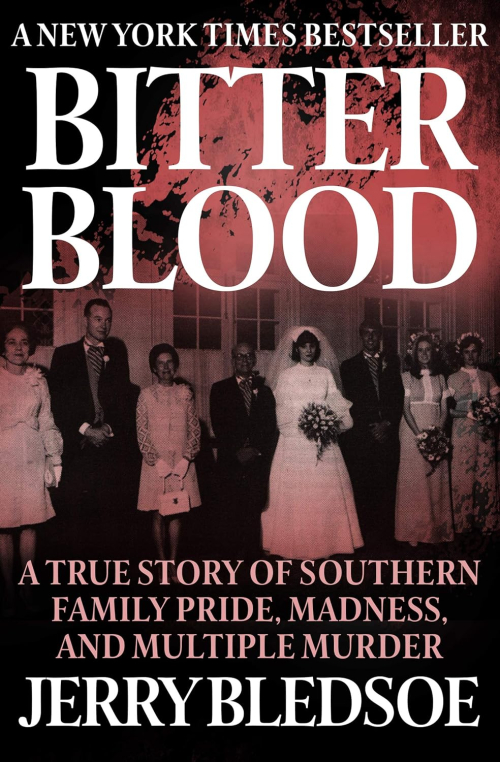 A NEW YORK TIMES BESTSELLER
BITTER
BLOOD
A TRUE STORY OF SOUTHERN
FAMILY PRIDE, MADNESS,
AND MULTIPLE MURDER
JERRY BLEDSOE